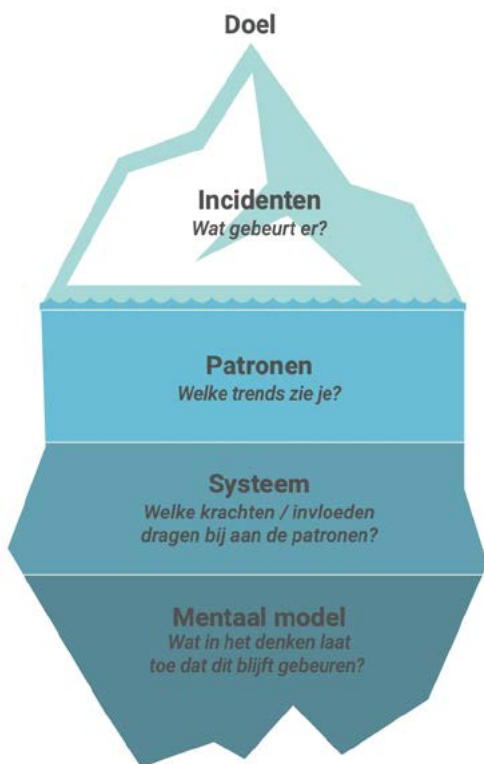 Doel
Incidenten
Wat gebeurt er?
Patronen
Welke trends zie je?
Systeem
Welke krachten / invloeden
dragen bij aan de patronen?
Mentaal model
Wat in het denken laat
toe dat dit blijft gebeuren?